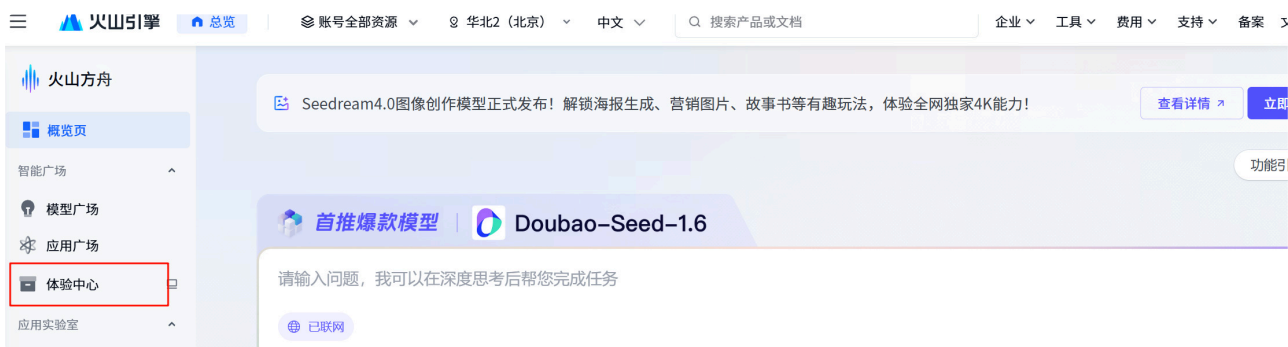 火山引擎 总览 账号全部资源 华北2（北京） 中文 搜索产品或文档 企业 工具 费用 支持 备案
火山方舟
Seedream4.0图像创作模型正式发布！解锁海报生成、营销图片、故事书等有趣玩法，体验全网独家4K能力！ 查看详情 立即
概览页
智能广场
功能引
模型广场
首推爆款模型 Doubao-Seed-1.6
应用广场
请输入问题，我可以在深度思考后帮您完成任务
体验中心
应用实验室
已联网